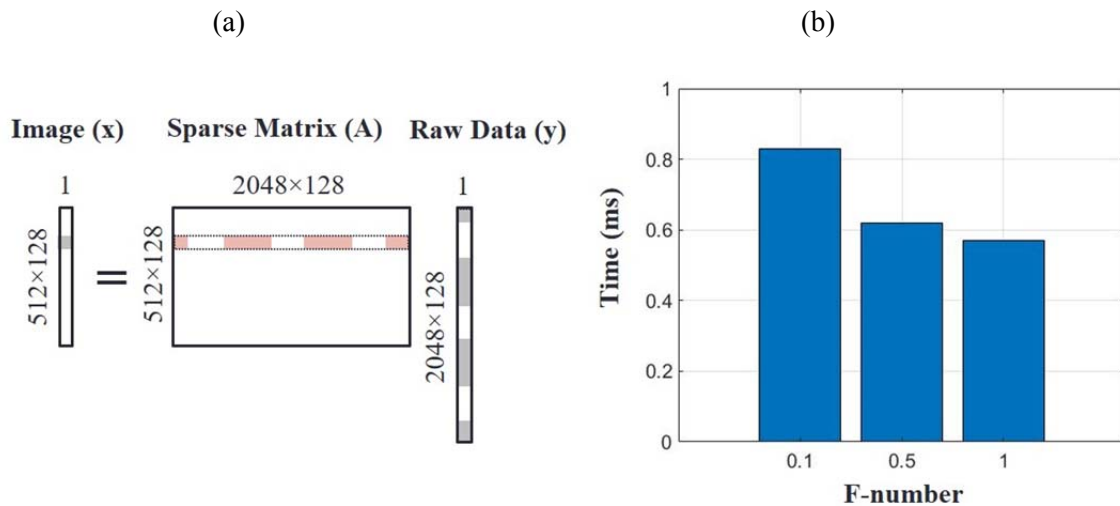 (a)
(b)
Image (x) Sparse Matrix (A) Raw Data (y)
1
2048×128
1
512×128
=
512×128
2048×128
1
0.8
0.6
0.4
0.2
0
Time (ms)
0.1 0.5 1
F-number